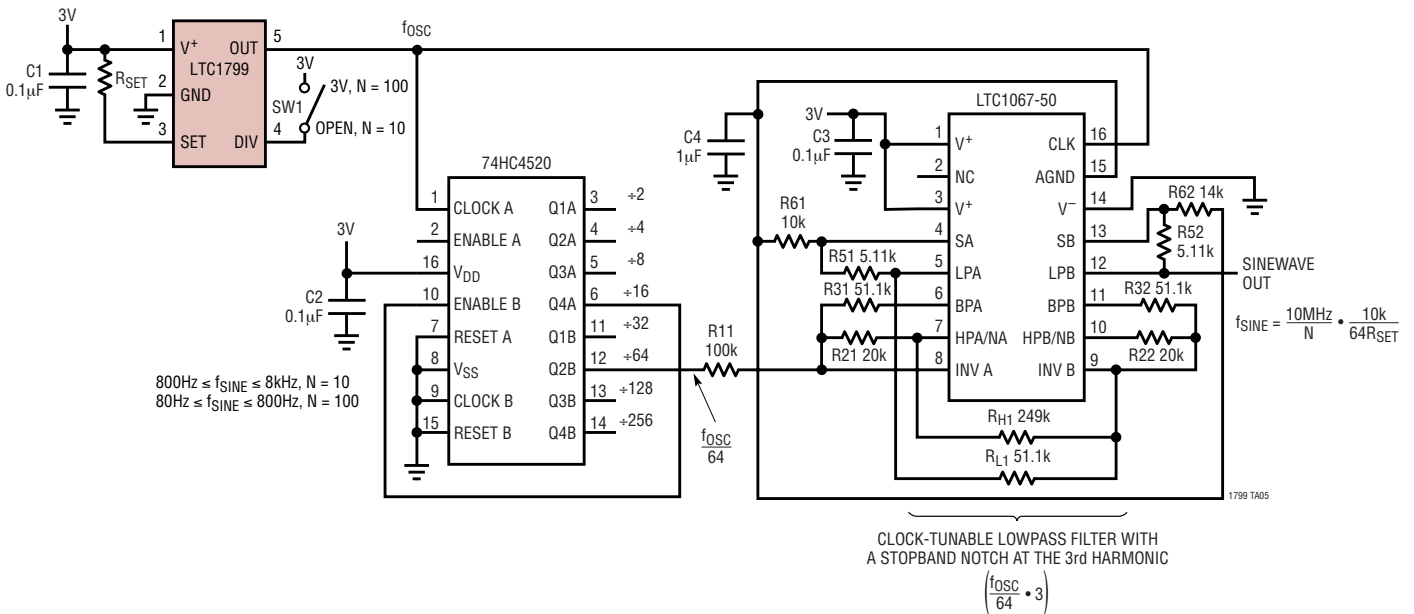 3V
C1
0.1μF
RSET
1
V+
OUT
5
LTC1799
2
GND
3
SET
DIV
4
fOSC
3V
3V, N = 100
SW1
OPEN, N = 10
74HC4520
1
CLOCK A
Q1A
3
÷2
2
ENABLE A
Q2A
4
÷4
16
VDD
Q3A
5
÷8
10
ENABLE B
Q4A
6
÷16
7
RESET A
Q1B
11
÷32
8
VSS
Q2B
12
÷64
9
CLOCK B
Q3B
13
÷128
15
RESET B
Q4B
14
÷256
3V
C2
0.1μF
800Hz ≤ fSINE ≤ 8kHz, N = 10
80Hz ≤ fSINE ≤ 800Hz, N = 100
R11
100k
fOSC
64
C4
1μF
3V
C3
0.1μF
R61
10k
R51 5.11k
R31 51.1k
R21 20k
LTC1067-50
1
V+
CLK
16
2
NC
AGND
15
3
V+
V–
14
4
SA
SB
13
5
LPA
LPB
12
6
BPA
BPB
11
7
HPA/NA
HPB/NB
10
8
INV A
INV B
9
R62 14k
R52
5.11k
R32 51.1k
R22 20k
SINEWAVE
OUT
fSINE = 10MHz/N • 10k/64RSET
RH1 249k
RL1 51.1k
1799 TA05
CLOCK-TUNABLE LOWPASS FILTER WITH
A STOPBAND NOTCH AT THE 3rd HARMONIC
(fOSC/64 • 3)